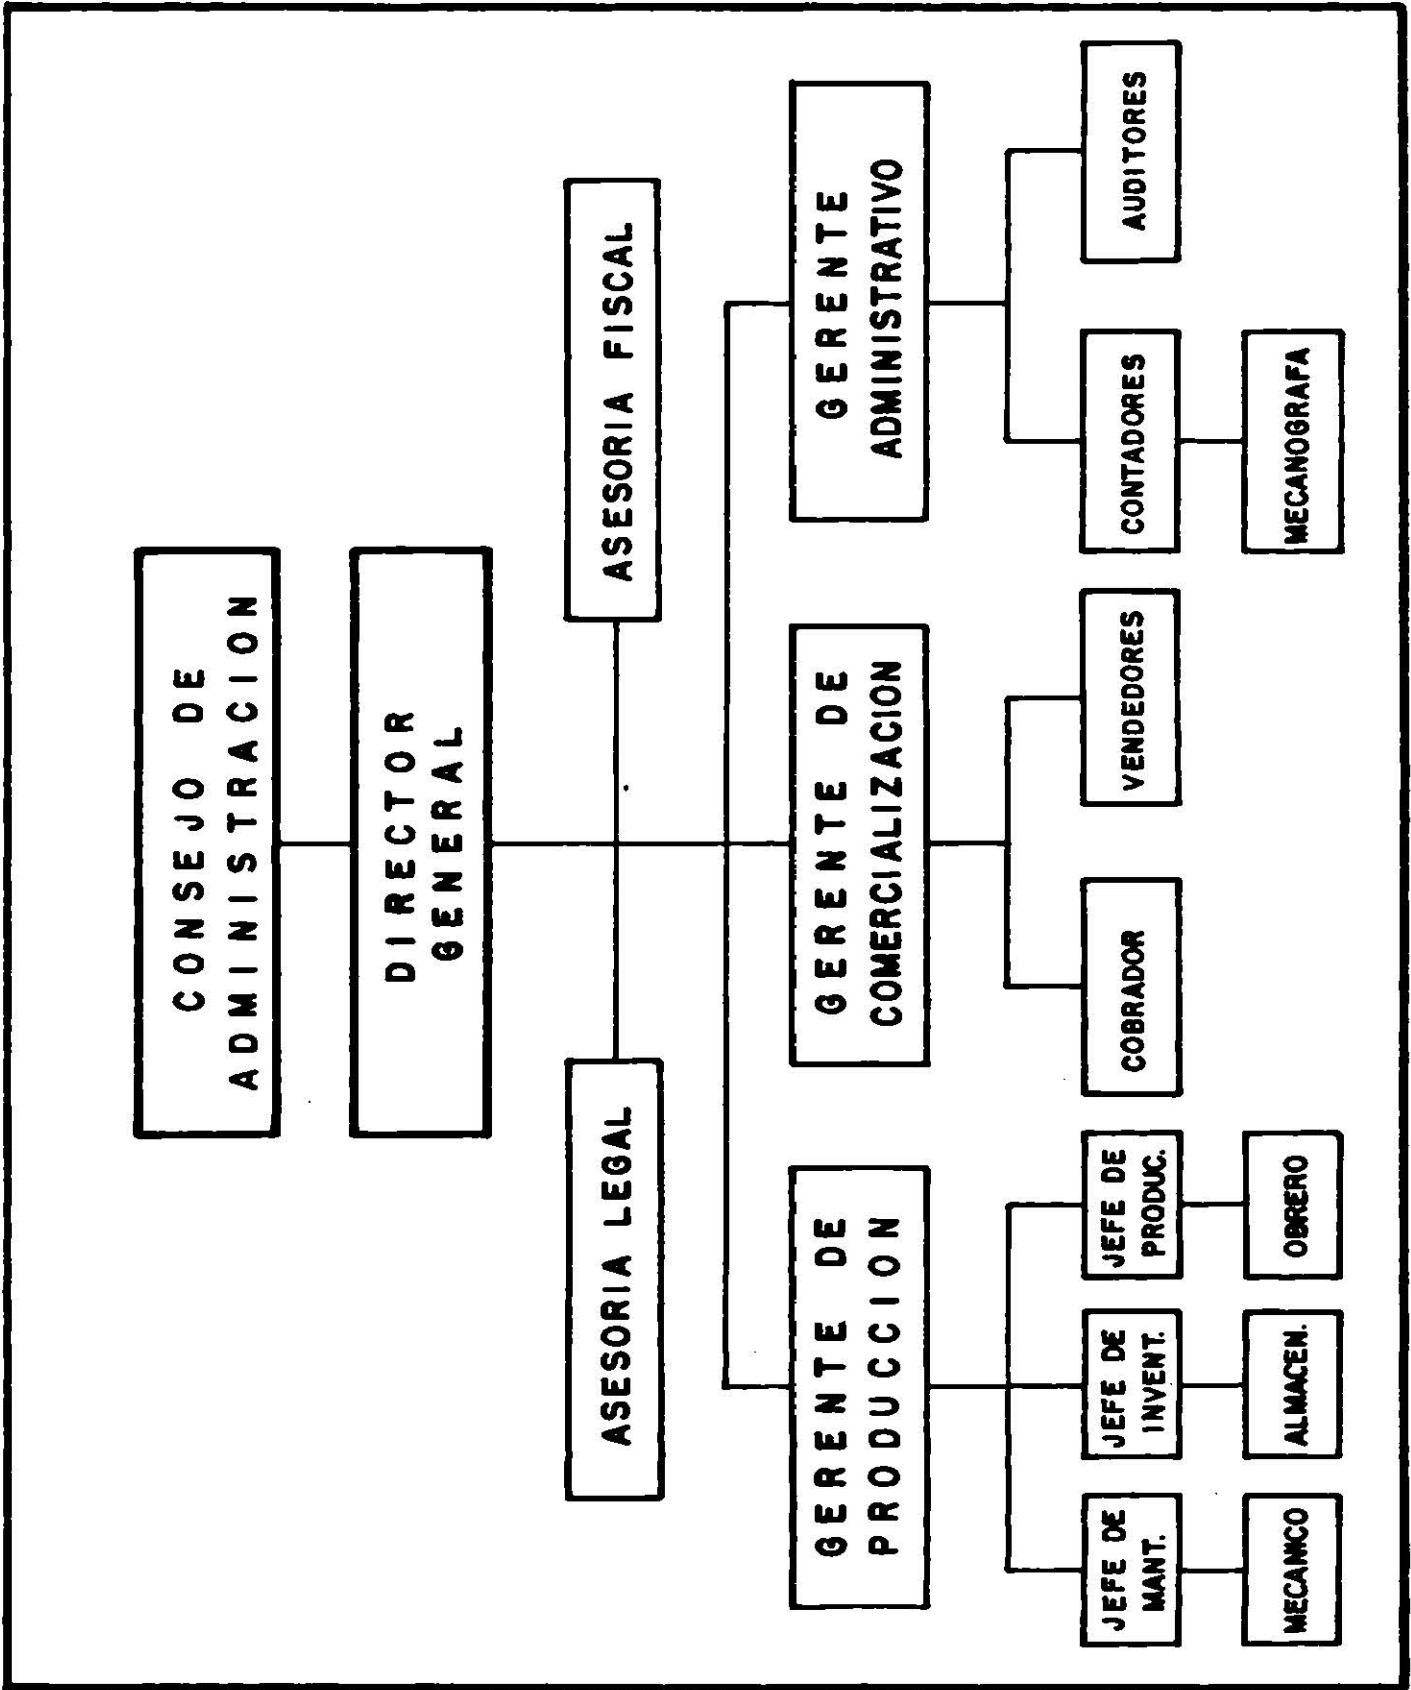 CONSEJO DE
ADMINISTRACION
DIRECTOR
GENERAL
ASESORIA LEGAL
ASESORIA FISCAL
GERENTE DE
PRODUCCION
GERENTE DE
COMERCIALIZACION
GERENTE
ADMINISTRATIVO
JEFE DE
MANT.
JEFE DE
INVENT.
JEFE DE
PRODUC.
COBRADOR
VENDEDORES
CONTADORES
AUDITORES
MECANICO
ALMACEN.
OBRERO
MECANOGRAFA